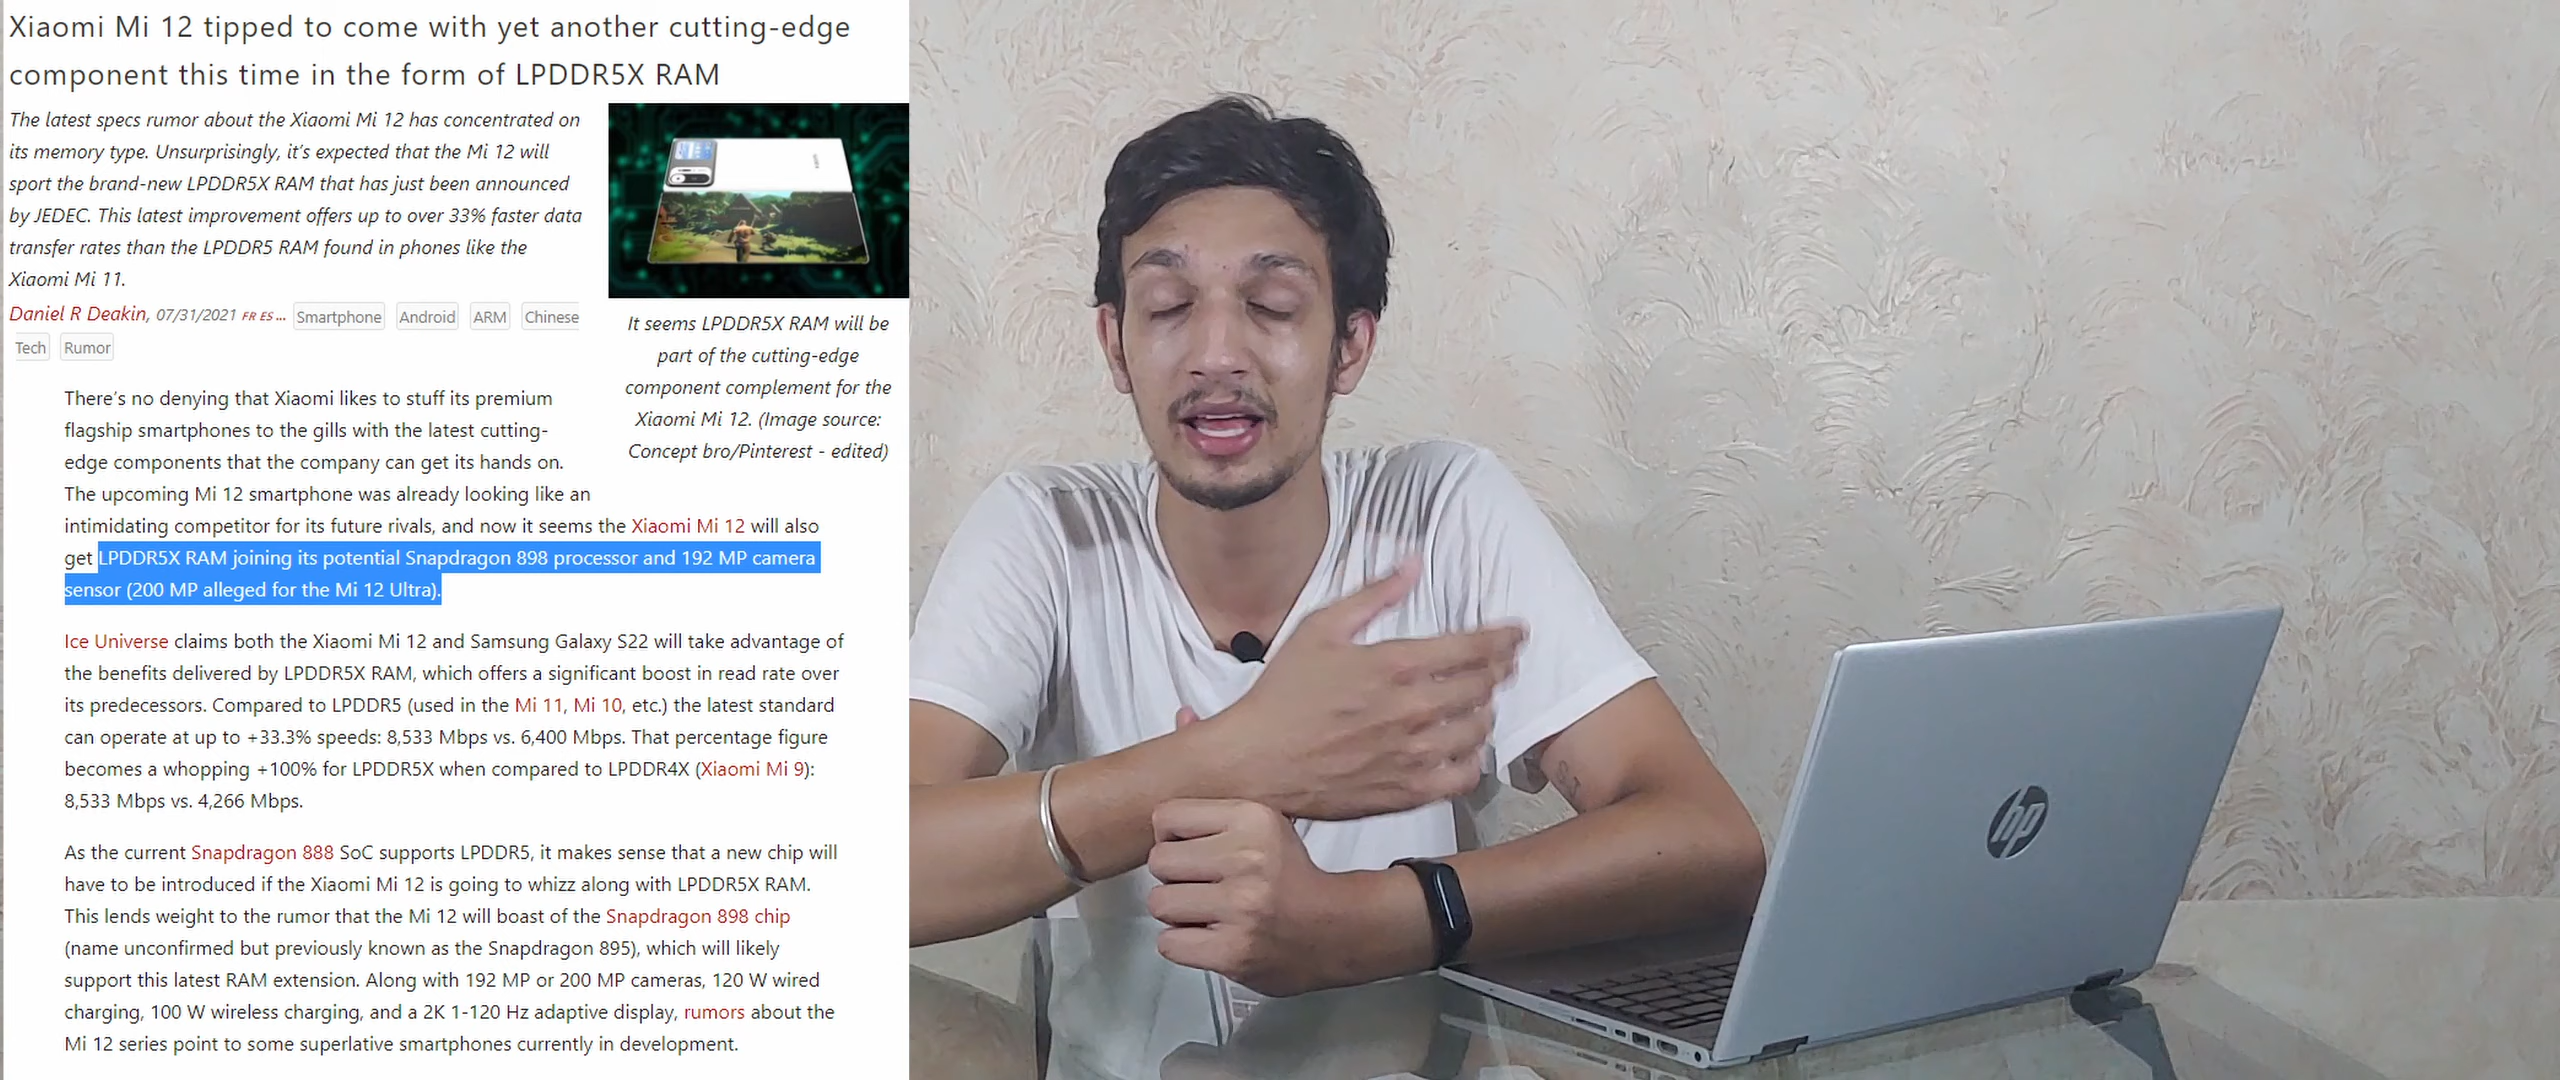 Xiaomi Mi 12 tipped to come with yet another cutting-edge
component this time in the form of LPDDR5X RAM
The latest specs rumor about the Xiaomi Mi 12 has concentrated on
its memory type. Unsurprisingly, it's expected that the Mi 12 will
sport the brand-new LPDDR5X RAM that has just been announced
by JEDEC. This latest improvement offers up to over 33% faster data
transfer rates than the LPDDR5 RAM found in phones like the
Xiaomi Mi 11.
Daniel R Deakin, 07/31/2021 FR ES ... Smartphone Android ARM Chinese
Tech Rumor
It seems LPDDR5X RAM will be
part of the cutting-edge
component complement for the
Xiaomi Mi 12. (Image source:
Concept bro/Pinterest - edited)
There's no denying that Xiaomi likes to stuff its premium
flagship smartphones to the gills with the latest cutting-
edge components that the company can get its hands on.
The upcoming Mi 12 smartphone was already looking like an
intimidating competitor for its future rivals, and now it seems the Xiaomi Mi 12 will also
get LPDDR5X RAM joining its potential Snapdragon 898 processor and 192 MP camera
sensor (200 MP alleged for the Mi 12 Ultra).
Ice Universe claims both the Xiaomi Mi 12 and Samsung Galaxy S22 will take advantage of
the benefits delivered by LPDDR5X RAM, which offers a significant boost in read rate over
its predecessors. Compared to LPDDR5 (used in the Mi 11, Mi 10, etc.) the latest standard
can operate at up to +33.3% speeds: 8,533 Mbps vs. 6,400 Mbps. That percentage figure
becomes a whopping +100% for LPDDR5X when compared to LPDDR4X (Xiaomi Mi 9):
8,533 Mbps vs. 4,266 Mbps.
As the current Snapdragon 888 SoC supports LPDDR5, it makes sense that a new chip will
have to be introduced if the Xiaomi Mi 12 is going to whizz along with LPDDR5X RAM.
This lends weight to the rumor that the Mi 12 will boast of the Snapdragon 898 chip
(name unconfirmed but previously known as the Snapdragon 895), which will likely
support this latest RAM extension. Along with 192 MP or 200 MP cameras, 120 W wired
charging, 100 W wireless charging, and a 2K 1-120 Hz adaptive display, rumors about the
Mi 12 series point to some superlative smartphones currently in development.
hp